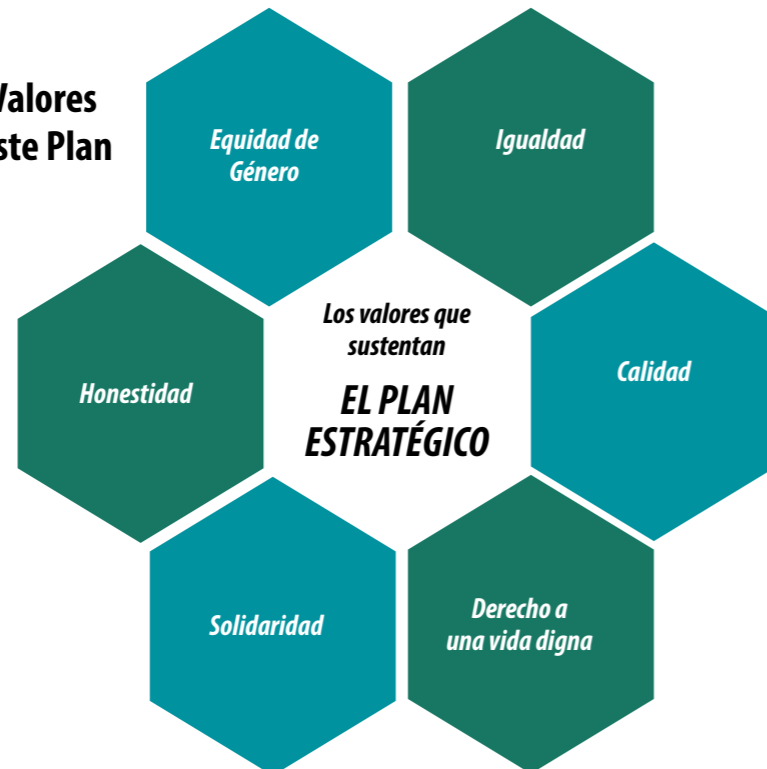 Valores
ste Plan
Equidad de
Género
Igualdad
Los valores que
sustentan
EL PLAN
ESTRATÉGICO
Calidad
Honestidad
Solidaridad
Derecho a
una vida digna